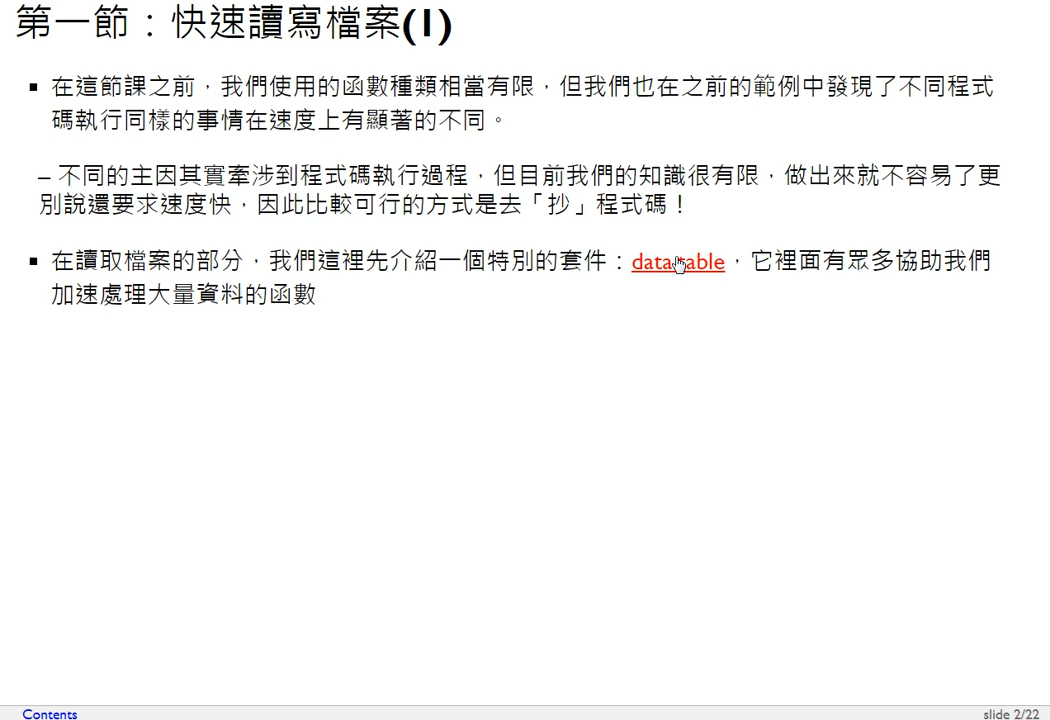 第一節：快速讀寫檔案(1)
在這節課之前，我們使用的函數種類相當有限，但我們也在之前的範例中發現了不同程式
碼執行同樣的事情在速度上有顯著的不同。
– 不同的主因其實牽涉到程式碼執行過程，但目前我們的知識很有限，做出來就不容易了更
別說還要求速度快，因此比較可行的方式是去「抄」程式碼！
在讀取檔案的部分，我們這裡先介紹一個特別的套件：data.table，它裡面有眾多協助我們
加速處理大量資料的函數
Contents
slide 2/22